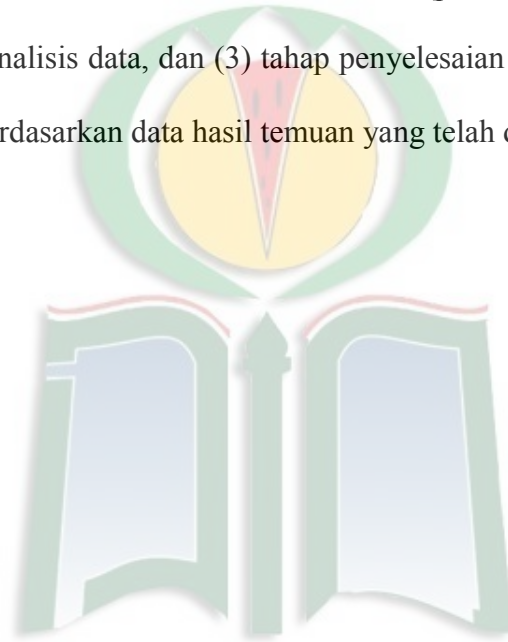 nalisis data, dan (3) tahap penyelesaian
rdasarkan data hasil temuan yang telah